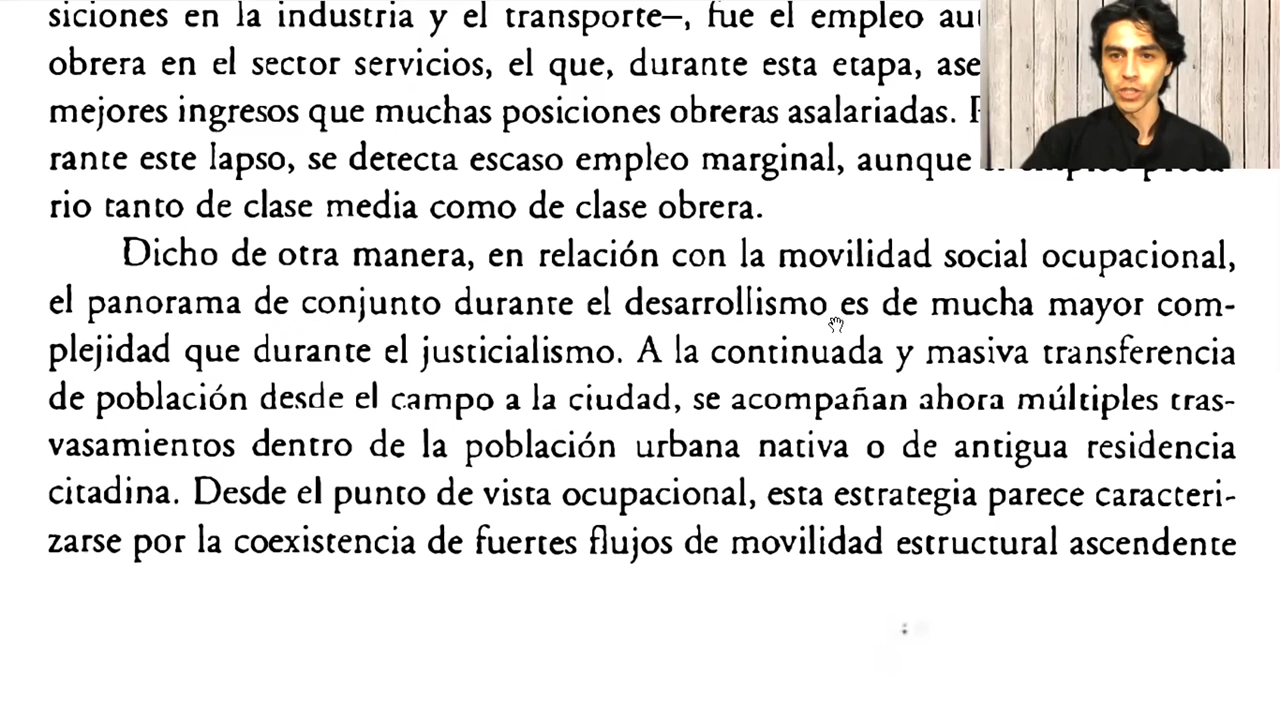 siciones en la industria y el transporte–, fue el empleo
obrera en el sector servicios, el que, durante esta etapa,
mejores ingresos que muchas posiciones obreras asalariadas.
rante este lapso, se detecta escaso empleo marginal, aunque
rio tanto de clase media como de clase obrera.
Dicho de otra manera, en relación con la movilidad social ocupacional,
el panorama de conjunto durante el desarrollismo es de mucha mayor com-
plejidad que durante el justicialismo. A la continuada y masiva transferencia
de población desde el campo a la ciudad, se acompañan ahora múltiples tras-
vasamientos dentro de la población urbana nativa o de antigua residencia
citadina. Desde el punto de vista ocupacional, esta estrategia parece caracteri-
zarse por la coexistencia de fuertes flujos de movilidad estructural ascendente